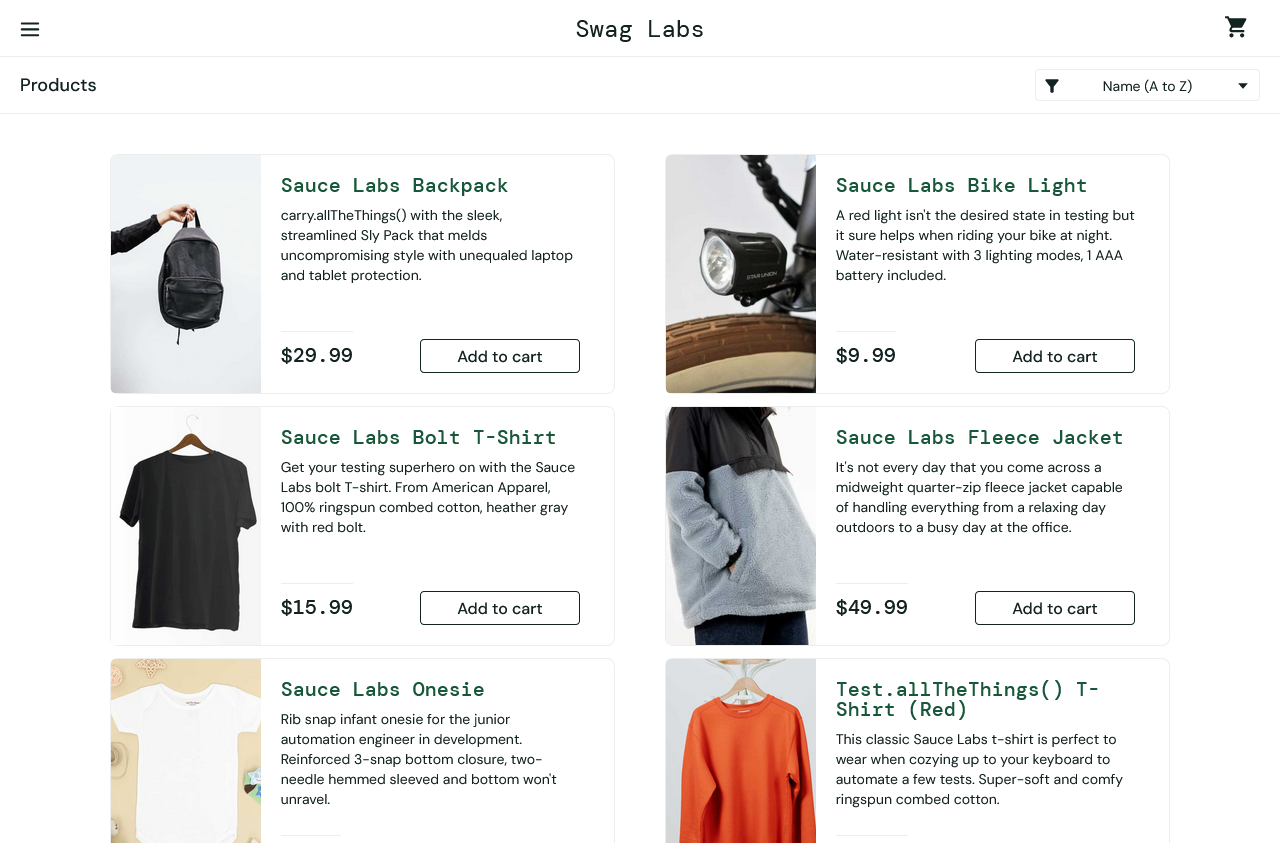 Swag Labs
Products
Name (A to Z)
Sauce Labs Backpack
carry.allTheThings() with the sleek,
streamlined Sly Pack that melds
uncompromising style with unequaled laptop
and tablet protection.
$29.99
Add to cart
Sauce Labs Bike Light
A red light isn't the desired state in testing but
it sure helps when riding your bike at night.
Water-resistant with 3 lighting modes, 1 AAA
battery included.
STAR UNION
$9.99
Add to cart
Sauce Labs Bolt T-Shirt
Get your testing superhero on with the Sauce
Labs bolt T-shirt. From American Apparel,
100% ringspun combed cotton, heather gray
with red bolt.
$15.99
Add to cart
Sauce Labs Fleece Jacket
It's not every day that you come across a
midweight quarter-zip fleece jacket capable
of handling everything from a relaxing day
outdoors to a busy day at the office.
$49.99
Add to cart
Sauce Labs Onesie
Rib snap infant onesie for the junior
automation engineer in development.
Reinforced 3-snap bottom closure, two-
needle hemmed sleeved and bottom won't
unravel.
Test.allTheThings() T-
Shirt (Red)
This classic Sauce Labs t-shirt is perfect to
wear when cozying up to your keyboard to
automate a few tests. Super-soft and comfy
ringspun combed cotton.